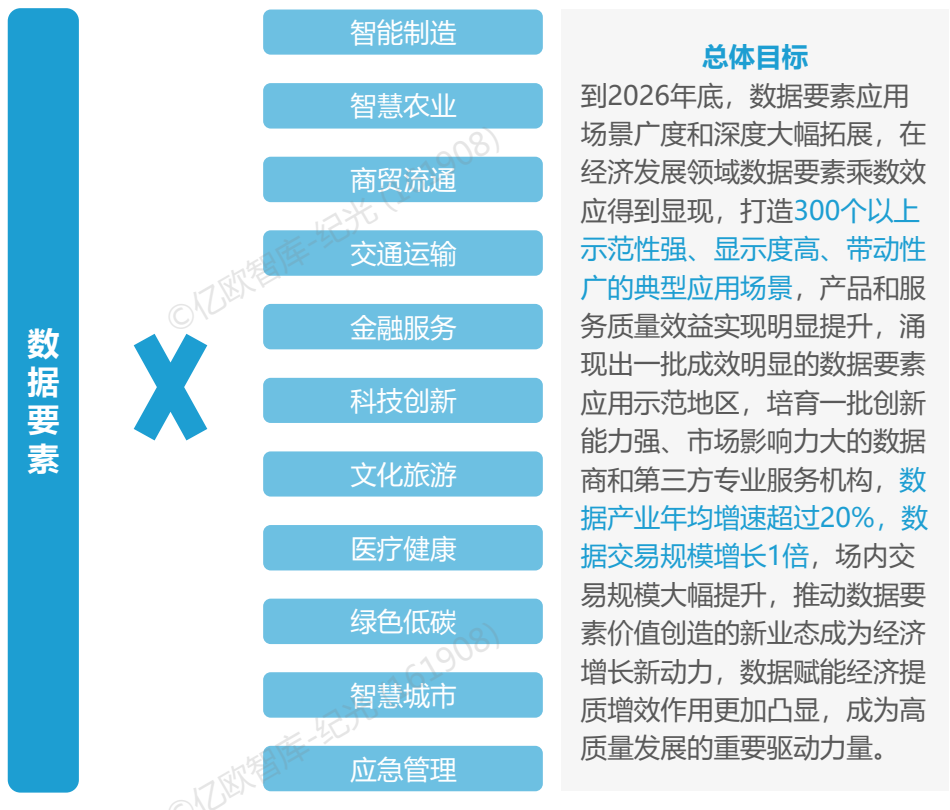 数据要素
X
智能制造
智慧农业
商贸流通
交通运输
金融服务
科技创新
文化旅游
医疗健康
绿色低碳
智慧城市
应急管理
总体目标
到2026年底，数据要素应用
场景广度和深度大幅拓展，在
经济发展领域数据要素乘数效
应得到显现，打造300个以上
示范性强、显示度高、带动性
广的典型应用场景，产品和服
务质量效益实现明显提升，涌
现出一批成效明显的数据要素
应用示范地区，培育一批创新
能力强、市场影响力大的数据
商和第三方专业服务机构，数
据产业年均增速超过20%，数
据交易规模增长1倍，场内交
易规模大幅提升，推动数据要
素价值创造的新业态成为经济
增长新动力，数据赋能经济提
质增效作用更加凸显，成为高
质量发展的重要驱动力量。
©亿欧智库-纪光 (161908)
©亿欧智库-纪光 (161908)